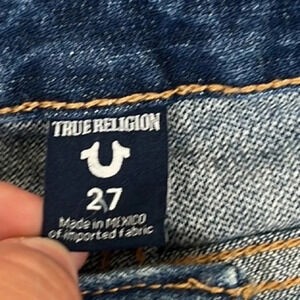 TRUE RELIGION
27
Made in MEXICO
of imported fabric